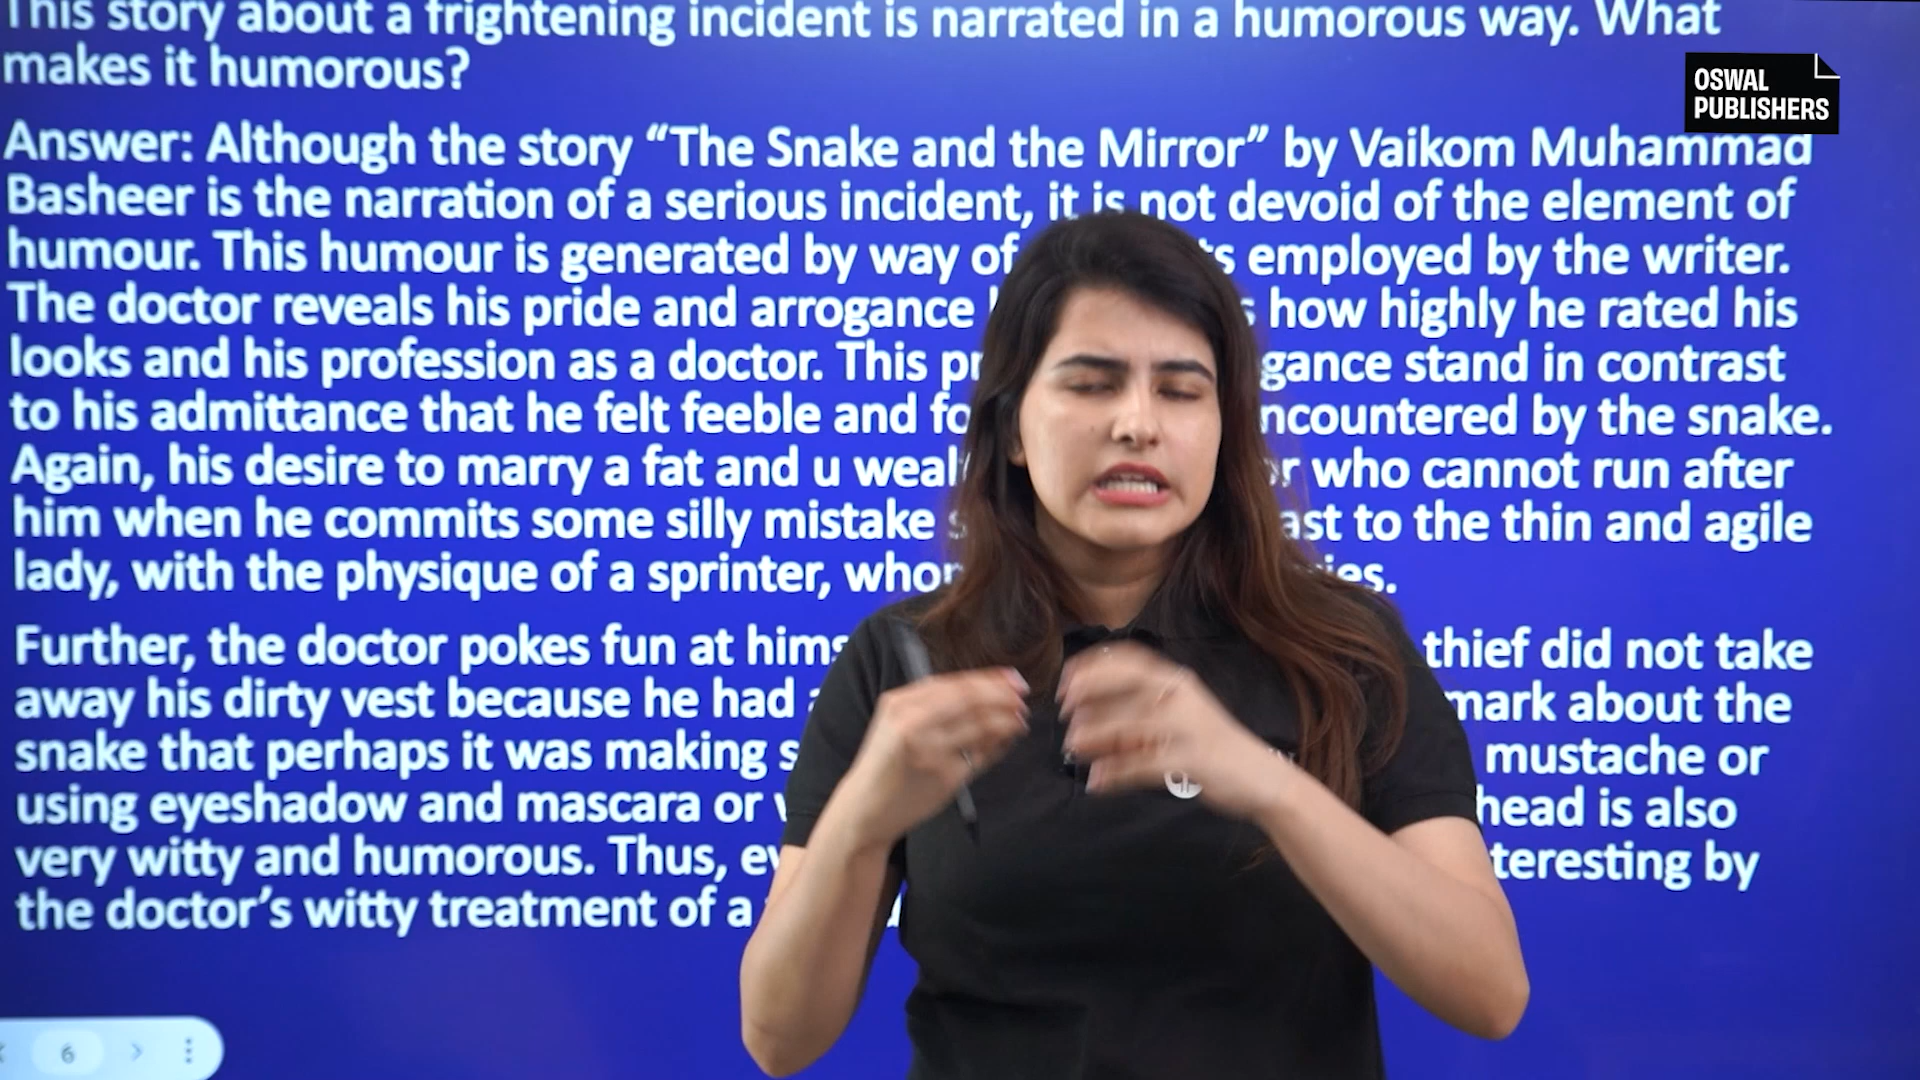 This story about a frightening incident is narrated in a humorous way. What
makes it humorous?
OSWAL
PUBLISHERS
Answer: Although the story “The Snake and the Mirror” by Vaikom Muhammad
Basheer is the narration of a serious incident, it is not devoid of the element of
humour. This humour is generated by way of employed by the writer.
The doctor reveals his pride and arrogance how highly he rated his
looks and his profession as a doctor. This stand in contrast
to his admittance that he felt feeble and by the snake.
Again, his desire to marry a fat and u who cannot run after
him when he commits some silly mistake to the thin and agile
lady, with the physique of a sprinter,
Further, the doctor pokes fun at thief did not take
away his dirty vest because he had about the
snake that perhaps it was making mustache or
using eyeshadow and mascara or is also
very witty and humorous. Thus, by
the doctor’s witty treatment of a
6